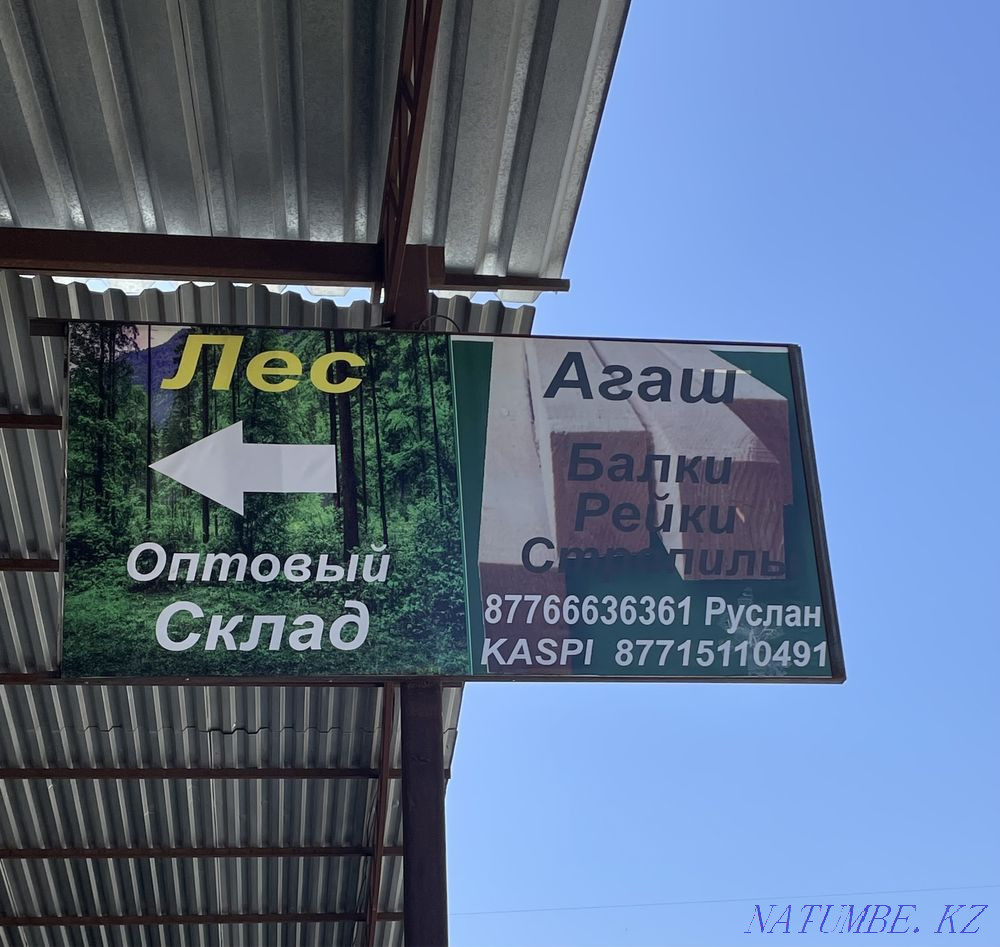 Лес
Оптовый
Склад
Агаш
Балки
Рейки
Стропилы
87766636361 Руслан
KASPI 87715110491
NATUMBE.KZ